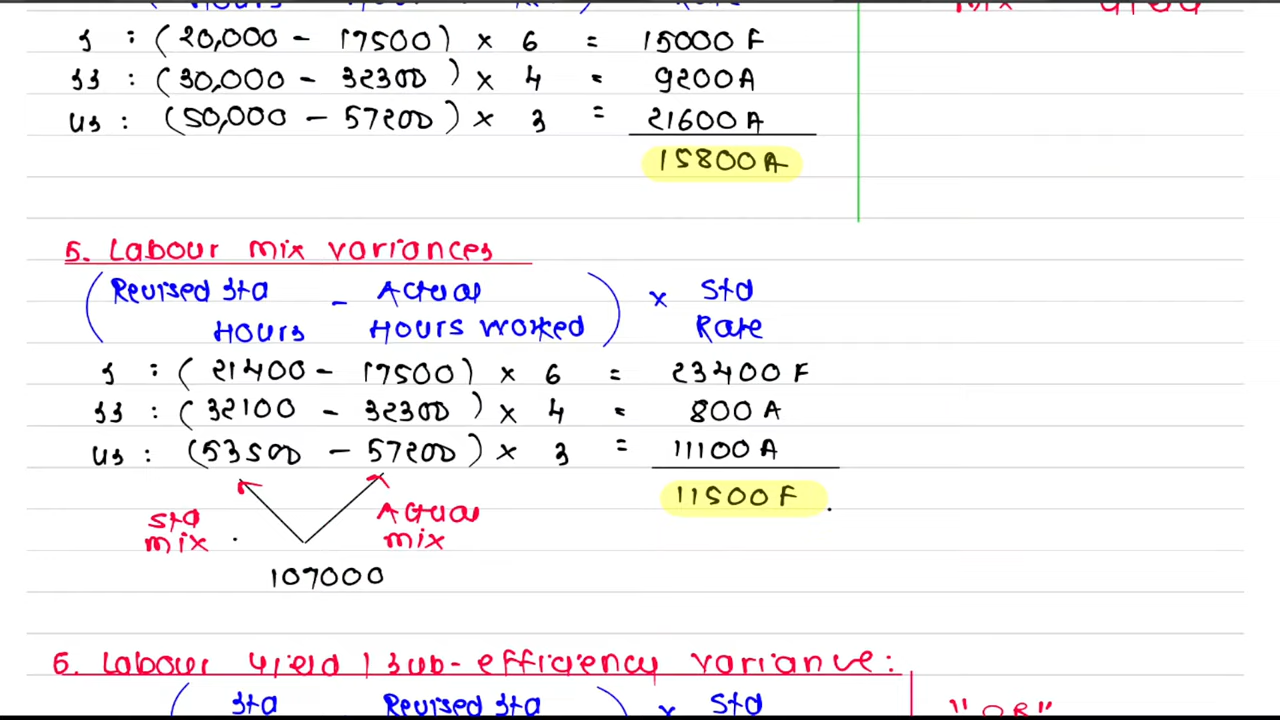 mix yield
s : (20,000 - 17500) × 6 = 15000 F
ss : (30,000 - 32300) × 4 = 9200 A
us : (50,000 - 57200) × 3 = 21600 A
15800 A
5. Labour mix variances
(Revised Std Hours - Actual Hours worked) × Std Rate
s : (21400 - 17500) × 6 = 23400 F
ss : (32100 - 32300) × 4 = 800 A
us : (53500 - 57200) × 3 = 11100 A
11500 F
Std mix
Actual mix
107000
6. Labour yield / sub-efficiency variance:
(Std Revised Std) × Std
"OR"